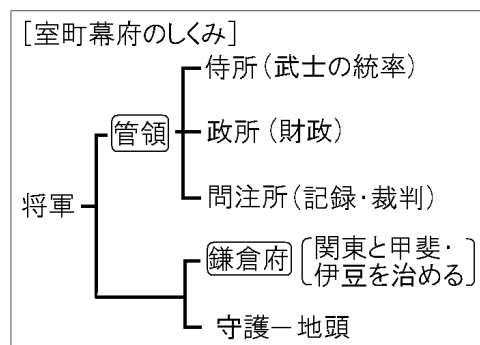 [室町幕府のしくみ]
侍所(武士の統率)
管領
政所(財政)
問注所(記録・裁判)
将軍
鎌倉府
関東と甲斐・
伊豆を治める
守護ー地頭